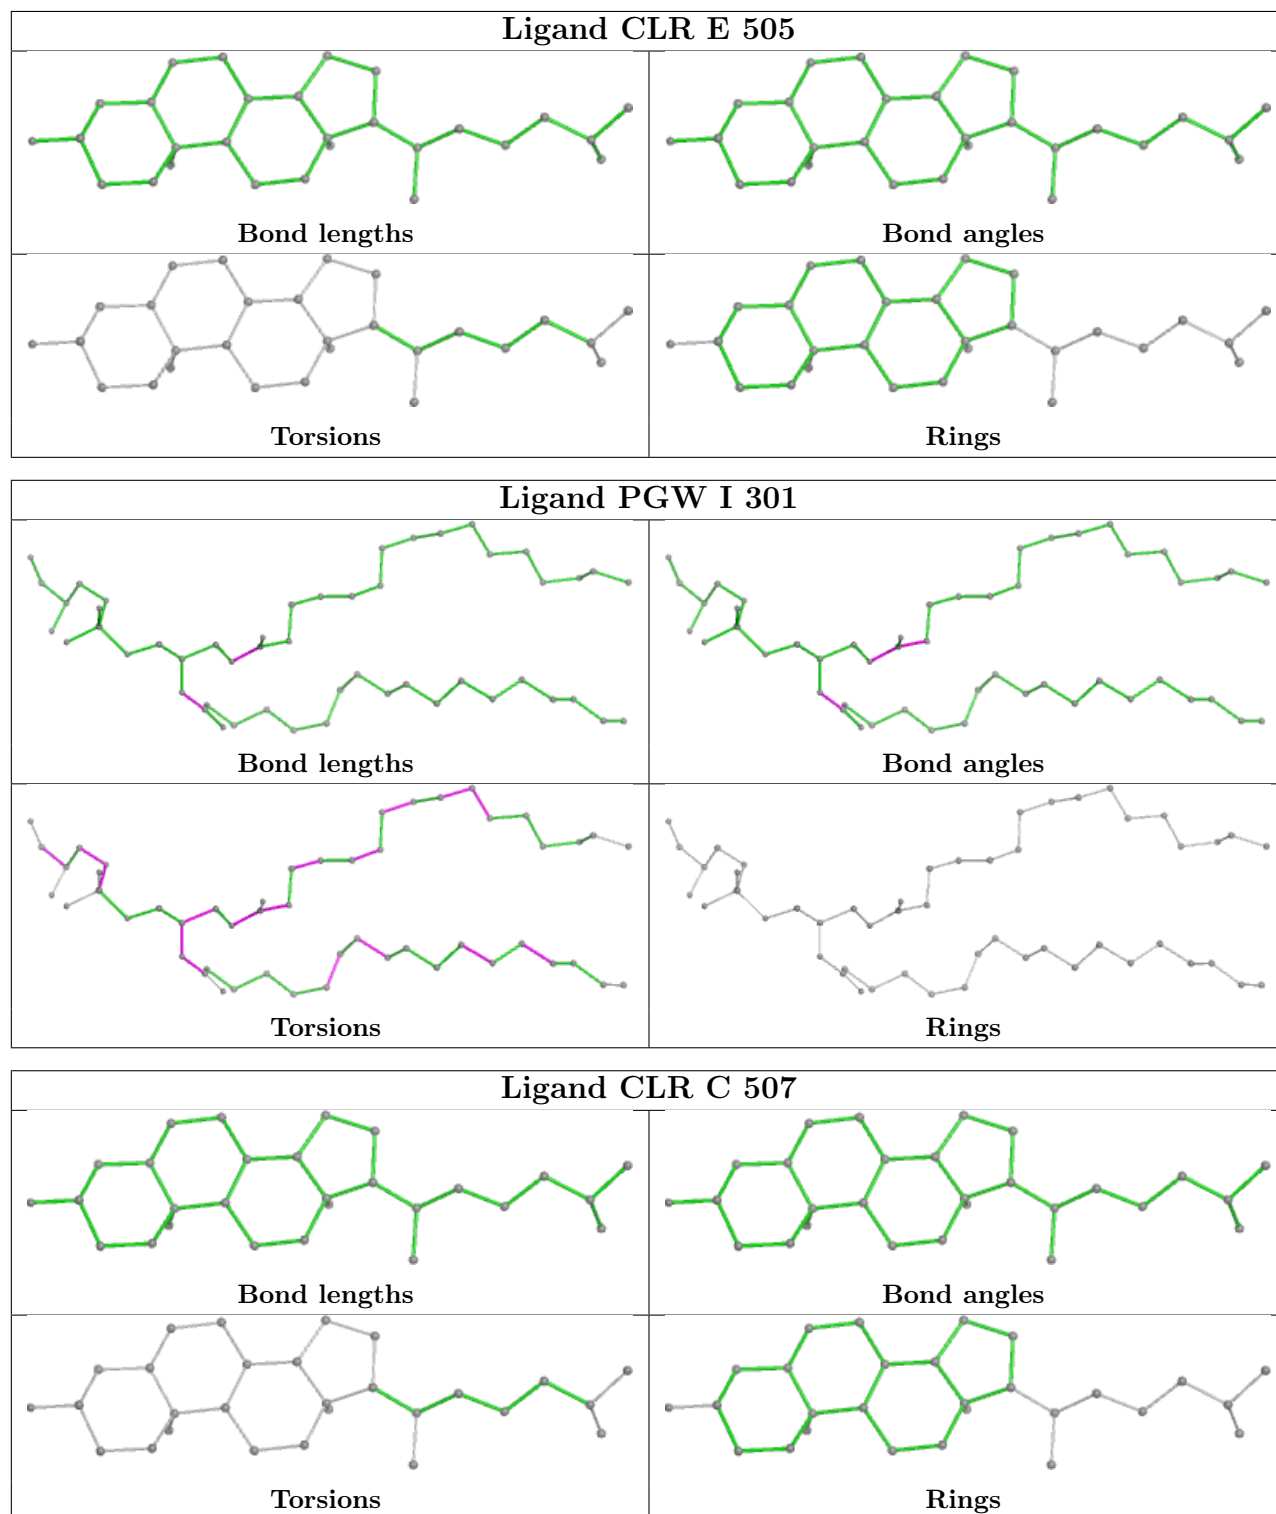 Ligand CLR E 505
Bond lengths
Bond angles
Torsions
Rings
Ligand PGW I 301
Bond lengths
Bond angles
Torsions
Rings
Ligand CLR C 507
Bond lengths
Bond angles
Torsions
Rings